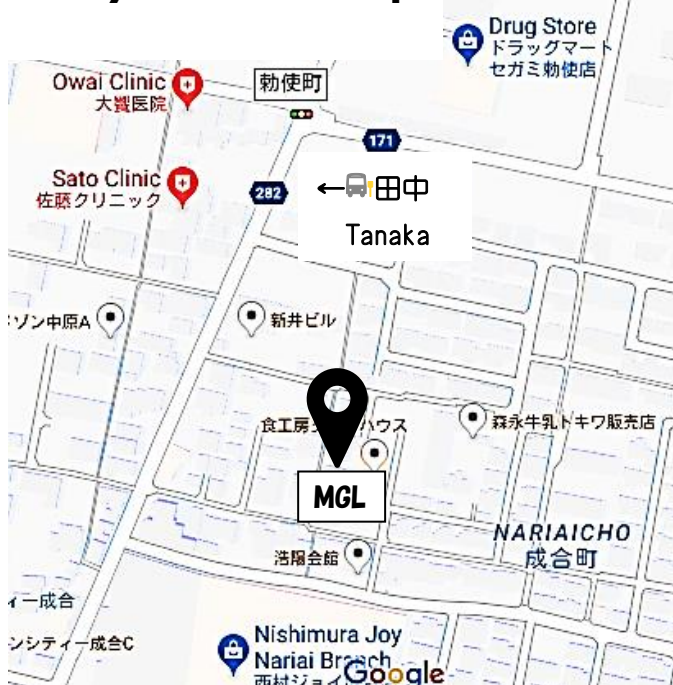 Drug Store
ドラッグマート
セガミ勅使店
Owai Clinic
大饗医院
勅使町
171
Sato Clinic
佐藤クリニック
282
←田中
Tanaka
ゾン中原A
新井ビル
食工房
ハウス
森永牛乳トキワ販売店
MGL
NARIAICHO
成合町
浩陽会館
ィー成合
ンシティー成合C
Nishimura Joy
Nariai Branch
西村ジョイ
Google